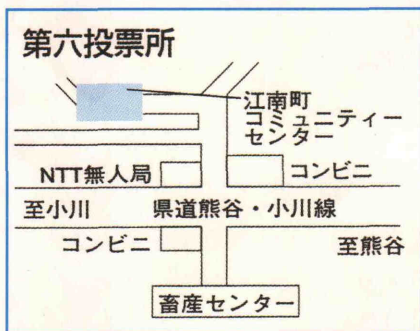 第六投票所
江南町
コミュニティー
センター
NTT無人局
コンビニ
至小川
県道熊谷・小川線
コンビニ
至熊谷
畜産センター